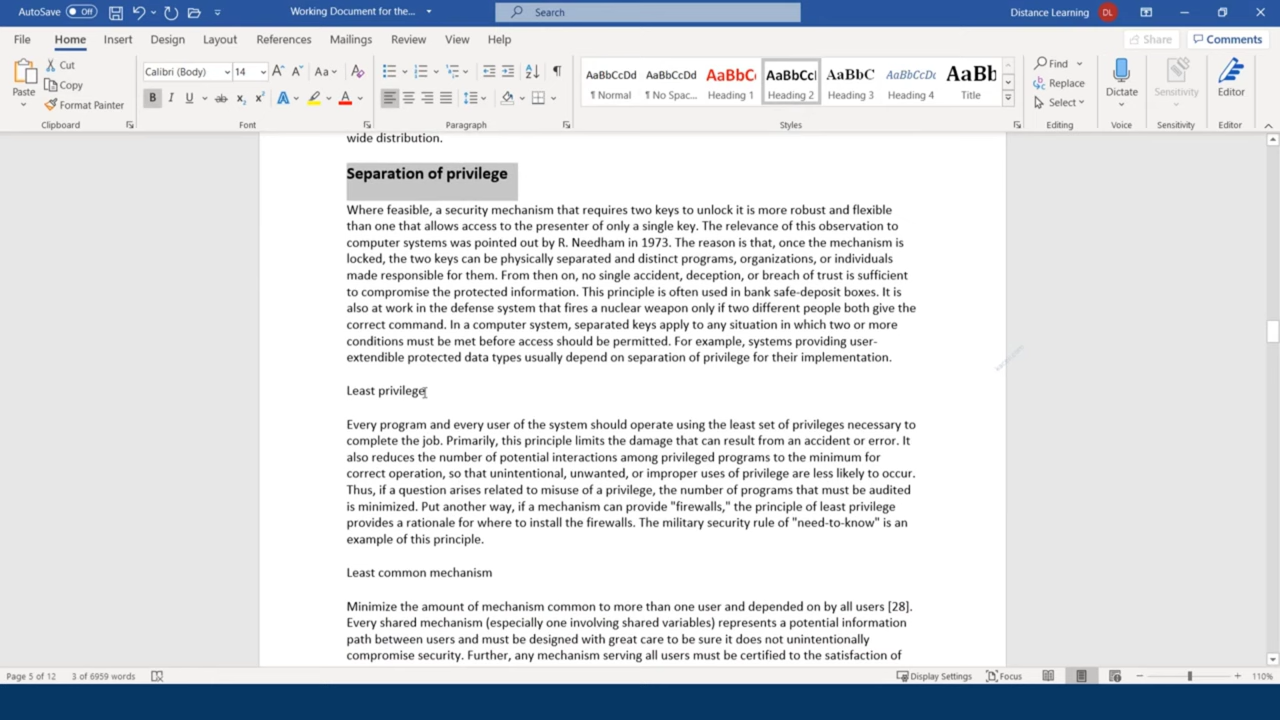 AutoSave Off Working Document for the... Search Distance Learning DL
File Home Insert Design Layout References Mailings Review View Help Share Comments
Paste
Cut
Copy
Format Painter
Clipboard
Calibri (Body) 14
Font
Paragraph
AaBbCcDd AaBbCcDd AaBbC AaBbCcI AaBbC AaBbCcDc AaBb
¶ Normal ¶ No Spac... Heading 1 Heading 2 Heading 3 Heading 4 Title
Styles
Find
Replace
Select
Editing
Dictate
Voice
Sensitivity
Sensitivity
Editor
Editor
wide distribution.
Separation of privilege
Where feasible, a security mechanism that requires two keys to unlock it is more robust and flexible
than one that allows access to the presenter of only a single key. The relevance of this observation to
computer systems was pointed out by R. Needham in 1973. The reason is that, once the mechanism is
locked, the two keys can be physically separated and distinct programs, organizations, or individuals
made responsible for them. From then on, no single accident, deception, or breach of trust is sufficient
to compromise the protected information. This principle is often used in bank safe-deposit boxes. It is
also at work in the defense system that fires a nuclear weapon only if two different people both give the
correct command. In a computer system, separated keys apply to any situation in which two or more
conditions must be met before access should be permitted. For example, systems providing user-
extendible protected data types usually depend on separation of privilege for their implementation.
Least privilege
Every program and every user of the system should operate using the least set of privileges necessary to
complete the job. Primarily, this principle limits the damage that can result from an accident or error. It
also reduces the number of potential interactions among privileged programs to the minimum for
correct operation, so that unintentional, unwanted, or improper uses of privilege are less likely to occur.
Thus, if a question arises related to misuse of a privilege, the number of programs that must be audited
is minimized. Put another way, if a mechanism can provide "firewalls," the principle of least privilege
provides a rationale for where to install the firewalls. The military security rule of "need-to-know" is an
example of this principle.
Least common mechanism
Minimize the amount of mechanism common to more than one user and depended on by all users [28].
Every shared mechanism (especially one involving shared variables) represents a potential information
path between users and must be designed with great care to be sure it does not unintentionally
compromise security. Further, any mechanism serving all users must be certified to the satisfaction of
Page 5 of 12 3 of 6959 words Display Settings Focus 110%